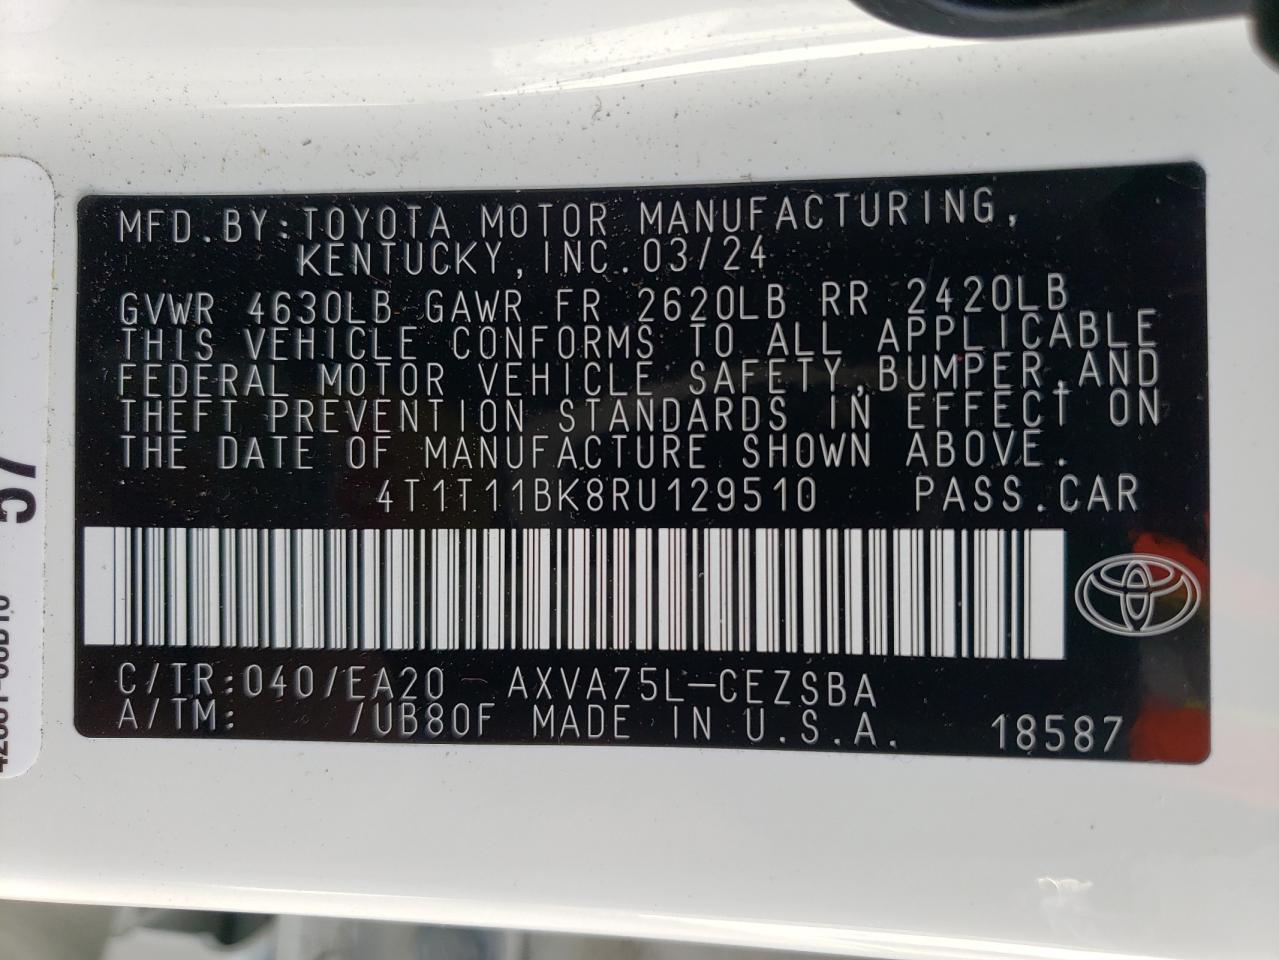 MFD.BY:TOYOTA MOTOR MANUFACTURING,
KENTUCKY,INC.03/24
GVWR 4630LB GAWR FR 2620LB RR 2420LB
THIS VEHICLE CONFORMS TO ALL APPLICABLE
FEDERAL MOTOR VEHICLE SAFETY,BUMPER,AND
THEFT PREVENTION STANDARDS IN EFFECT ON
THE DATE OF MANUFACTURE SHOWN ABOVE.
4T1T11BK8RU129510 PASS.CAR
C/TR:040/EA20 AXVA75L-CEZSBA
A/TM: /UB80F MADE IN U.S.A. 18587
57